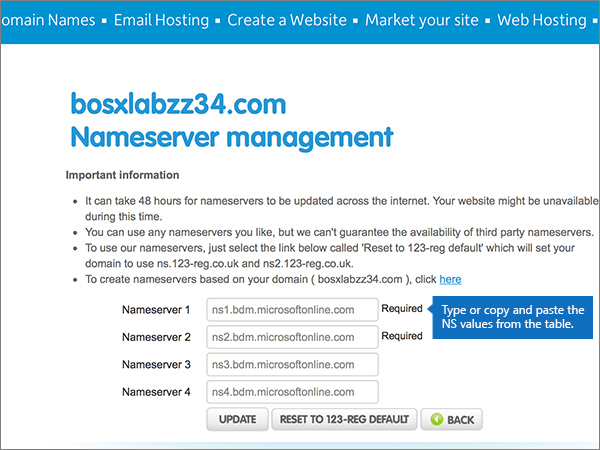 omain Names ▪ Email Hosting ▪ Create a Website ▪ Market your site ▪ Web Hosting ▪
bosxlabzz34.com
Nameserver management
Important information
• It can take 48 hours for nameservers to be updated across the internet. Your website might be unavailable
during this time.
• You can use any nameservers you like, but we can't guarantee the availability of third party nameservers.
• To use our nameservers, just select the link below called 'Reset to 123-reg default' which will set your
domain to use ns.123-reg.co.uk and ns2.123-reg.co.uk.
• To create nameservers based on your domain ( bosxlabzz34.com ), click here
Nameserver 1 ns1.bdm.microsoftonline.com Required
Type or copy and paste the
NS values from the table.
Nameserver 2 ns2.bdm.microsoftonline.com Required
Nameserver 3 ns3.bdm.microsoftonline.com
Nameserver 4 ns4.bdm.microsoftonline.com
UPDATE RESET TO 123-REG DEFAULT BACK